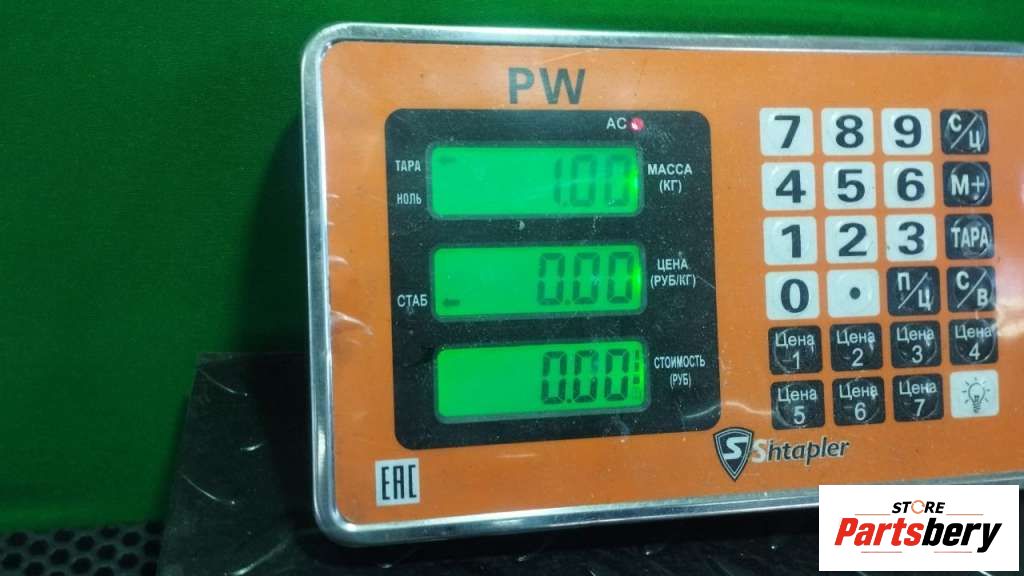 PW
AC
ТАРА
НОЛЬ
1.00
МАССА
(КГ)
СТАБ
0.00
ЦЕНА
(РУБ/КГ)
0.00
СТОИМОСТЬ
(РУБ)
7 8 9 С/Ц
4 5 6 М+
1 2 3 ТАРА
0 . П/Ц С/В
Цена 1 Цена 2 Цена 3 Цена 4
Цена 5 Цена 6 Цена 7
S Shtapler
EAC
STORE
Partsbery